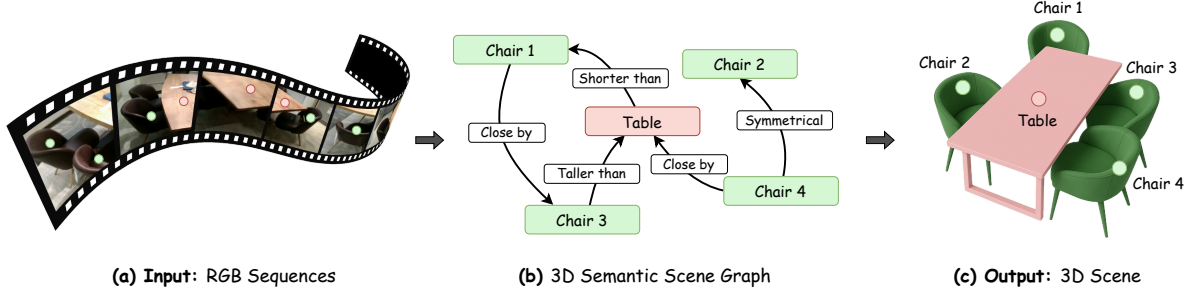 Chair 1
Chair 2
Shorter than
Table
Symmetrical
Close by
Close by
Taller than
Chair 4
Chair 3
Chair 1
Chair 2
Chair 3
Table
Chair 4
(a) Input: RGB Sequences
(b) 3D Semantic Scene Graph
(c) Output: 3D Scene